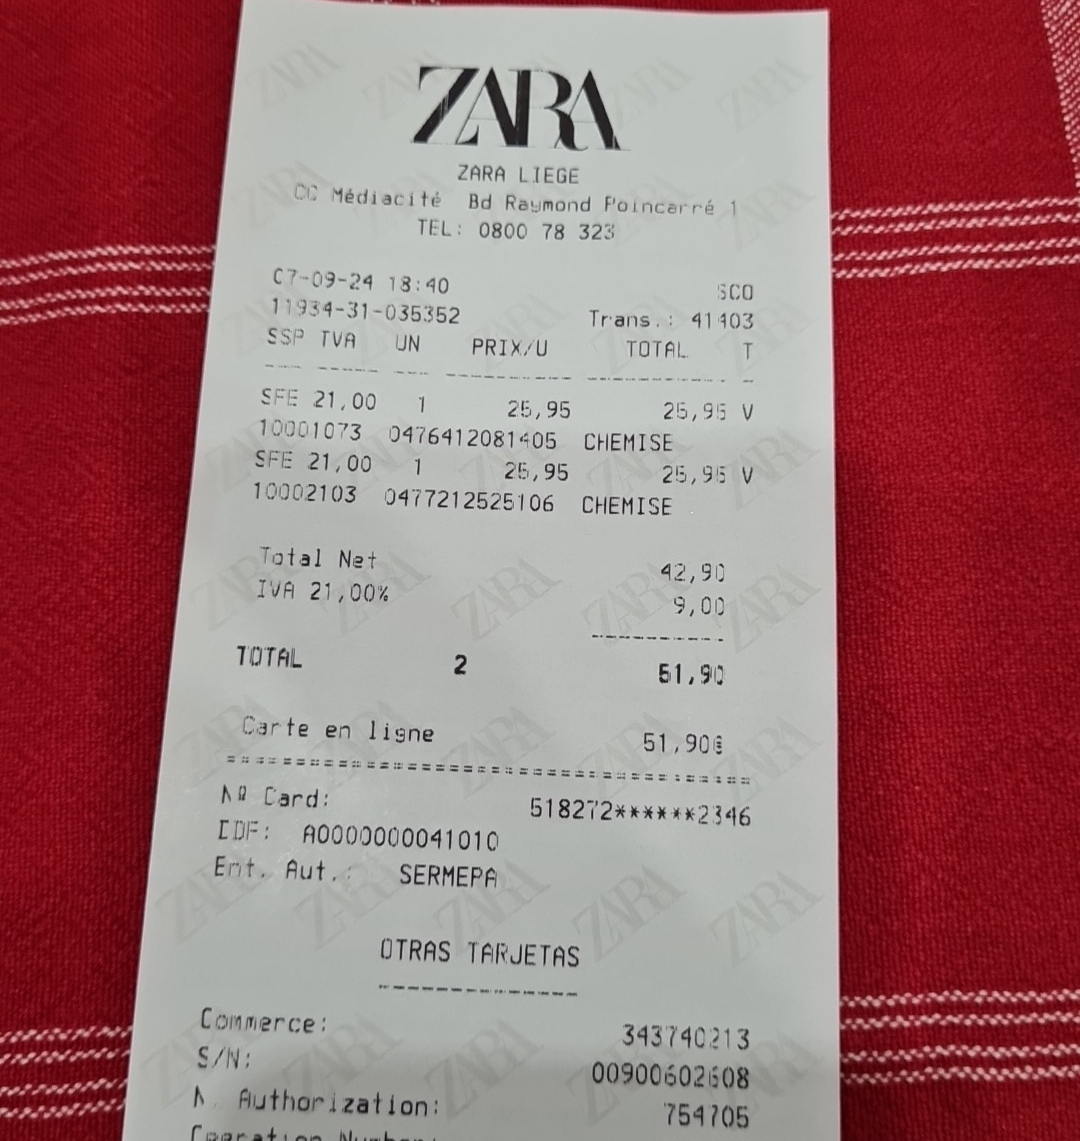 ZARA
ZARA LIEGE
CC Médiacité Bd Raymond Poincarré 1
TEL: 0800 78 323
07-09-24 18:40 SCO
11934-31-035352 Trans.: 41403
SSP TVA UN PRIX/U TOTAL T
SFE 21,00 1 25,95 25,95 V
10001073 0476412081405 CHEMISE
SFE 21,00 1 25,95 25,95 V
10002103 0477212525106 CHEMISE
Total Net 42,90
IVA 21,00% 9,00
TOTAL 2 51,90
Carte en ligne 51,90€
Nº Card: 518272******2346
IDF: A0000000041010
Ent. Aut.: SERMEPA
OTRAS TARJETAS
Commerce: 343740213
S/N: 00900602608
N. Authorization: 754705
Operation Number: